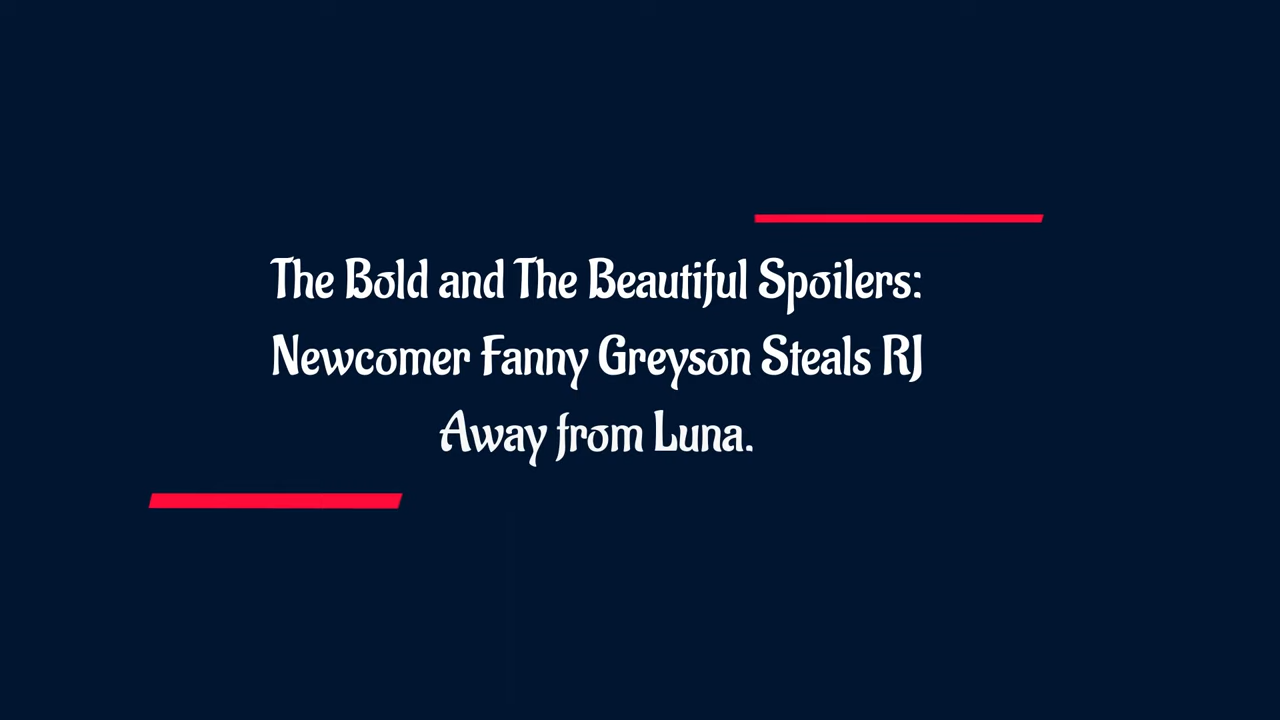 The Bold and The Beautiful Spoilers:
Newcomer Fanny Greyson Steals RJ
Away from Luna.